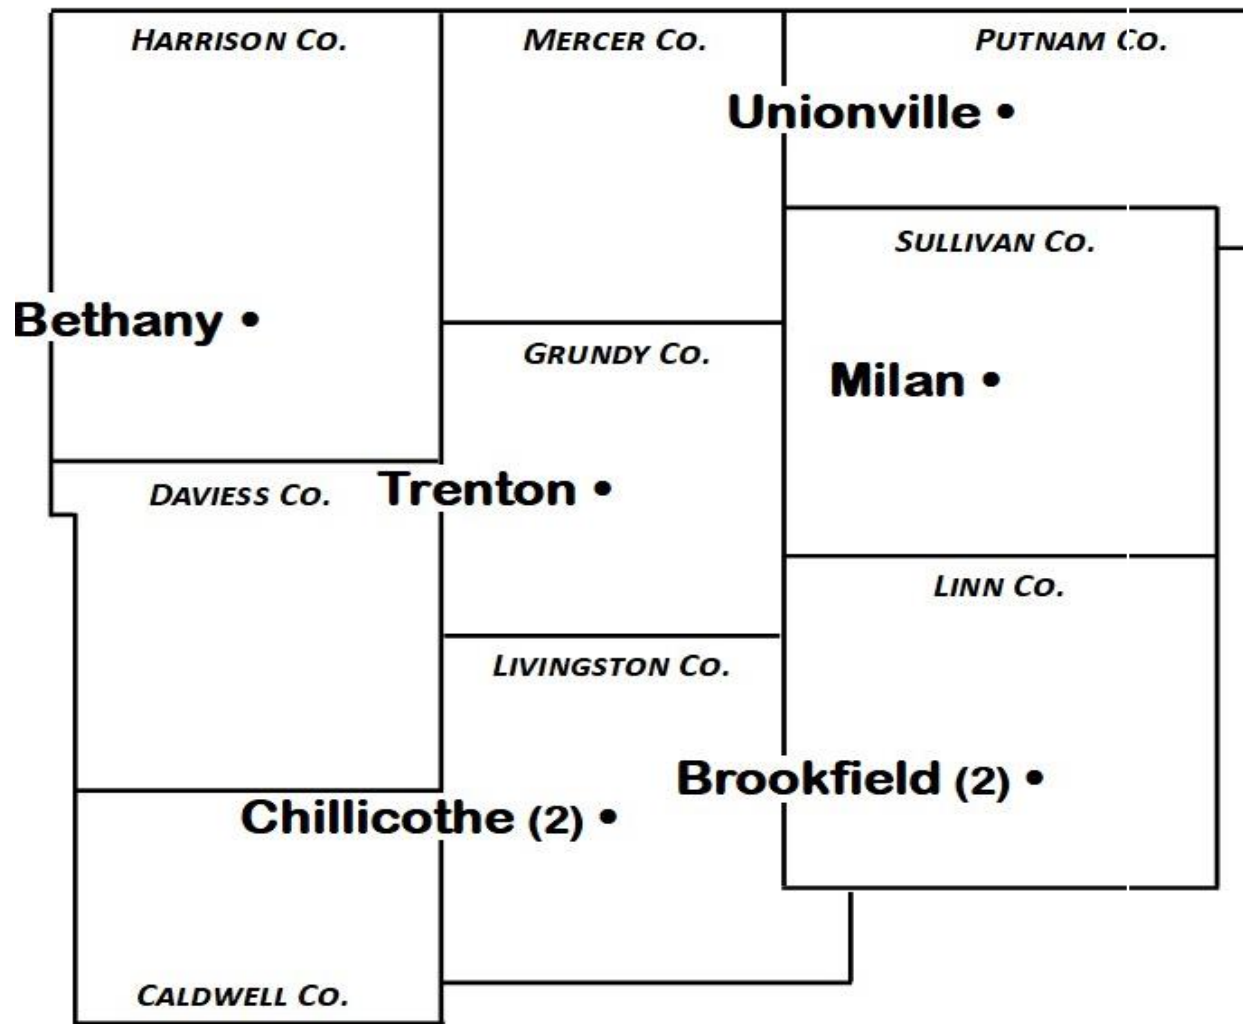 HARRISON CO.
MERCER CO.
PUTNAM CO.
Unionville •
SULLIVAN CO.
Bethany •
GRUNDY CO.
Milan •
DAVIESS CO.
Trenton •
LINN CO.
LIVINGSTON CO.
Brookfield (2) •
Chillicothe (2) •
CALDWELL CO.